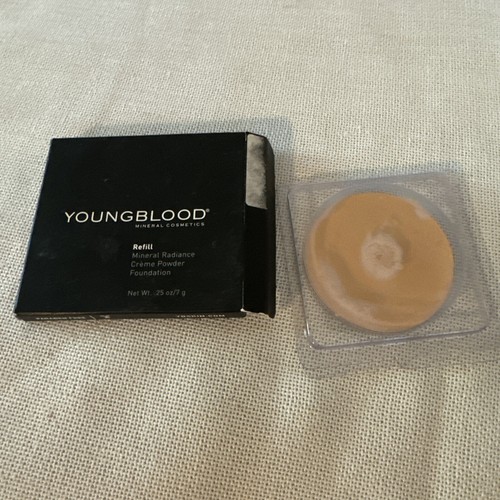 YOUNGBLOOD®
MINERAL COSMETICS
Refill
Mineral Radiance
Crème Powder
Foundation
Net Wt. .25 oz/7 g